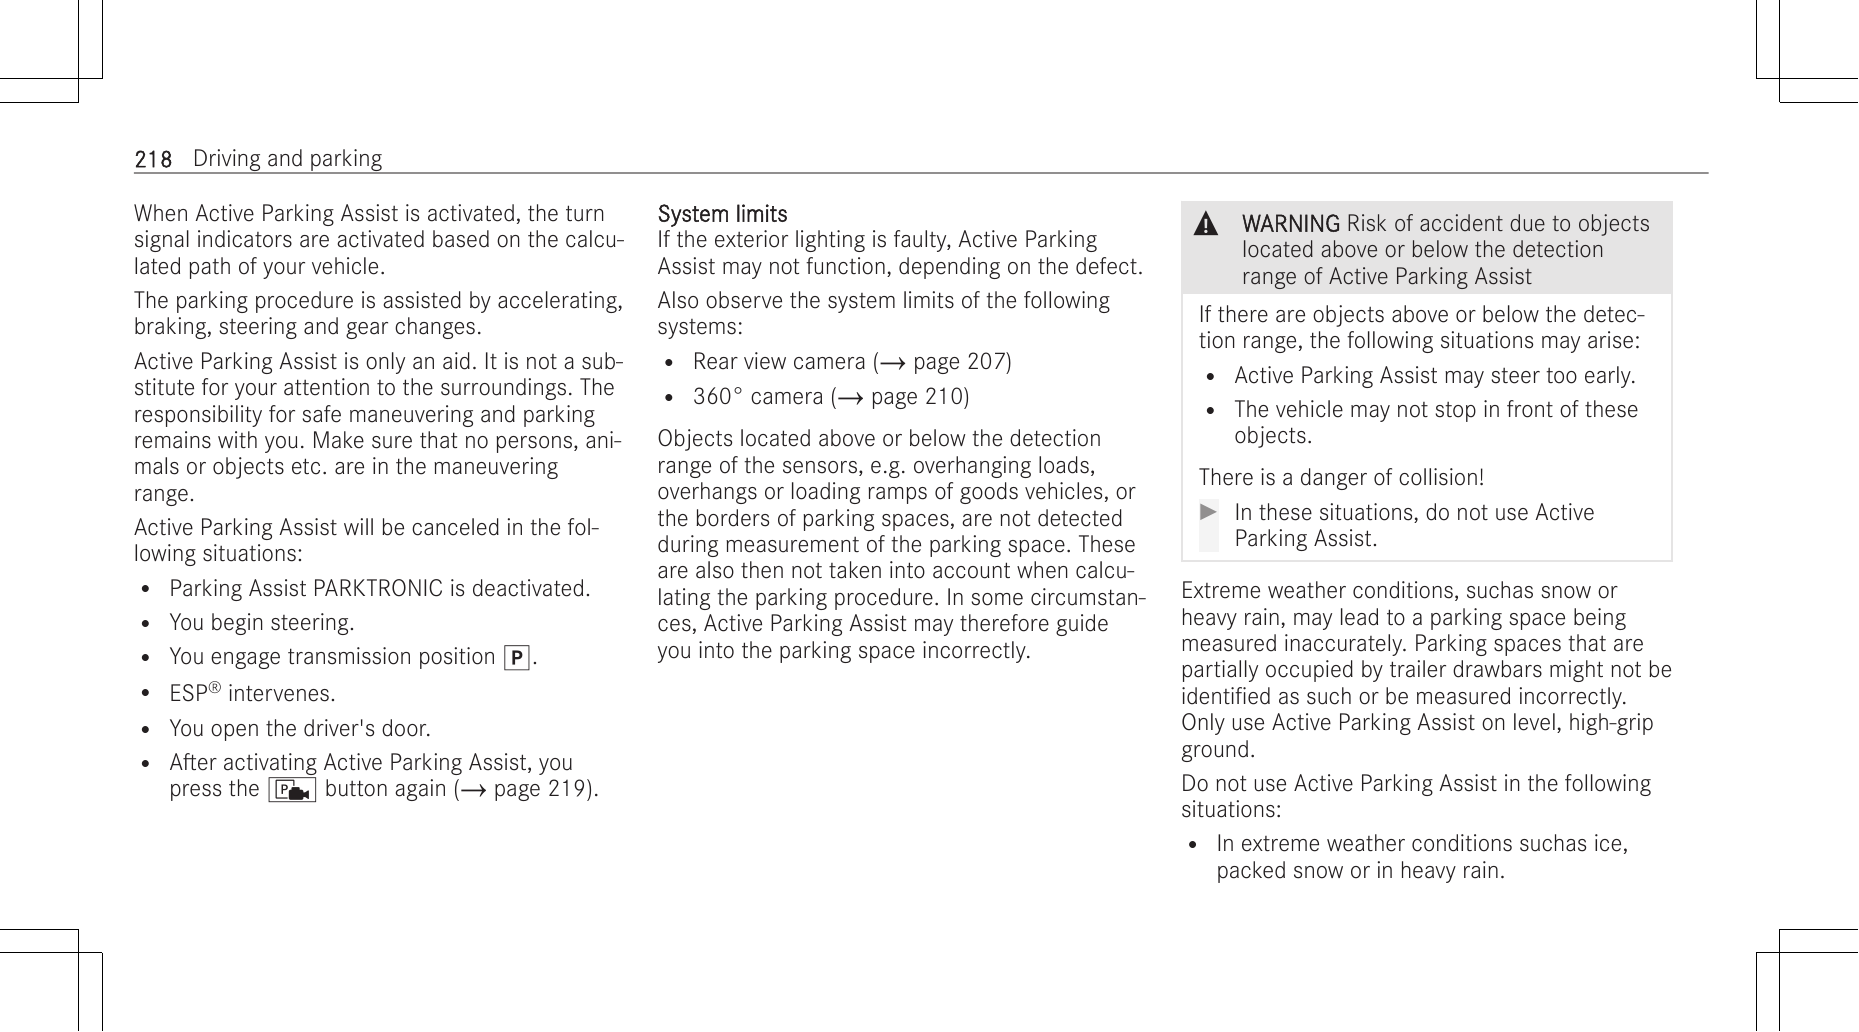 218 Driving and parking
When Active Parking Assist is activated, the turn
signal indicators are activated based on the calcu-
lated path of your vehicle.
The parking procedure is assisted by accelerating,
braking, steering and gear changes.
Active Parking Assist is only an aid. It is not a sub-
stitute for your attention to the surroundings. The
responsibility for safe maneuvering and parking
remains with you. Make sure that no persons, ani-
mals or objects etc. are in the maneuvering
range.
Active Parking Assist will be canceled in the fol-
lowing situations:
• Parking Assist PARKTRONIC is deactivated.
• You begin steering.
• You engage transmission position P.
• ESP® intervenes.
• You open the driver's door.
• After activating Active Parking Assist, you
press the P button again (→ page 219).
System limits
If the exterior lighting is faulty, Active Parking
Assist may not function, depending on the defect.
Also observe the system limits of the following
systems:
• Rear view camera (→ page 207)
• 360° camera (→ page 210)
Objects located above or below the detection
range of the sensors, e.g. overhanging loads,
overhangs or loading ramps of goods vehicles, or
the borders of parking spaces, are not detected
during measurement of the parking space. These
are also then not taken into account when calcu-
lating the parking procedure. In some circumstan-
ces, Active Parking Assist may therefore guide
you into the parking space incorrectly.
WARNING Risk of accident due to objects
located above or below the detection
range of Active Parking Assist
If there are objects above or below the detec-
tion range, the following situations may arise:
• Active Parking Assist may steer too early.
• The vehicle may not stop in front of these
objects.
There is a danger of collision!
▶ In these situations, do not use Active
Parking Assist.
Extreme weather conditions, suchas snow or
heavy rain, may lead to a parking space being
measured inaccurately. Parking spaces that are
partially occupied by trailer drawbars might not be
identified as such or be measured incorrectly.
Only use Active Parking Assist on level, high-grip
ground.
Do not use Active Parking Assist in the following
situations:
• In extreme weather conditions suchas ice,
packed snow or in heavy rain.